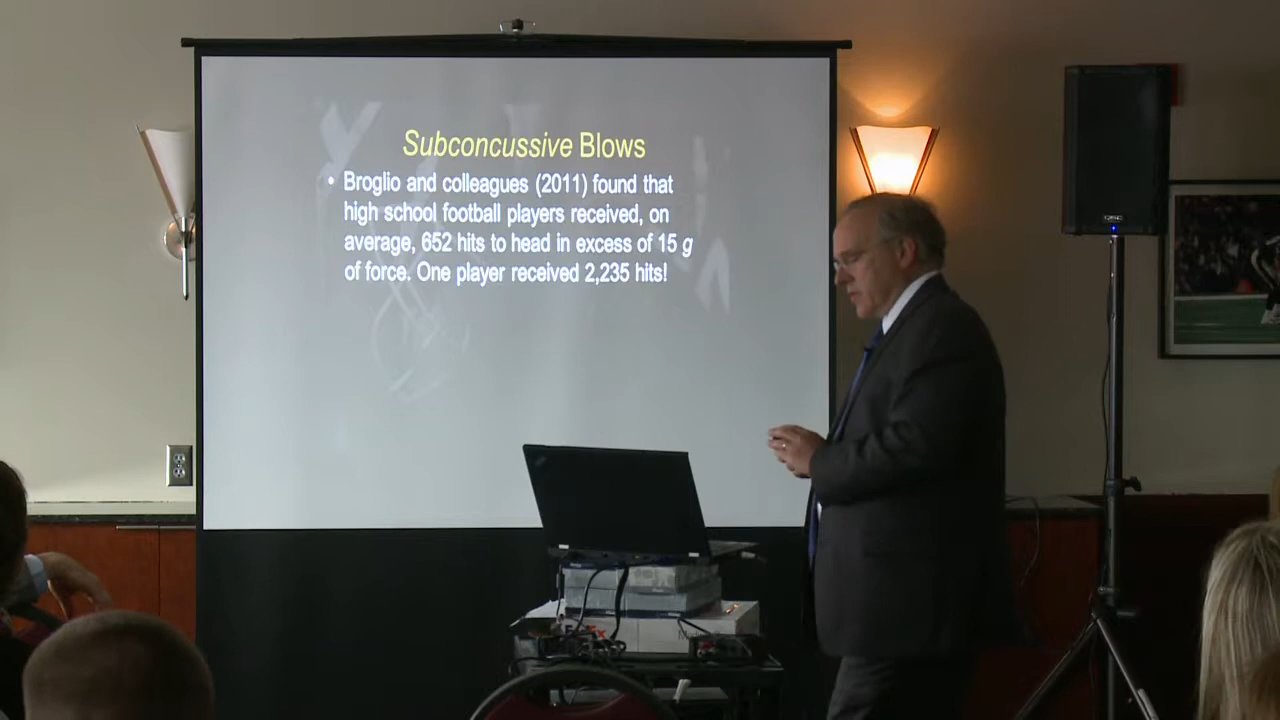 Subconcussive Blows
• Broglio and colleagues (2011) found that
high school football players received, on
average, 652 hits to head in excess of 15 g
of force. One player received 2,235 hits!